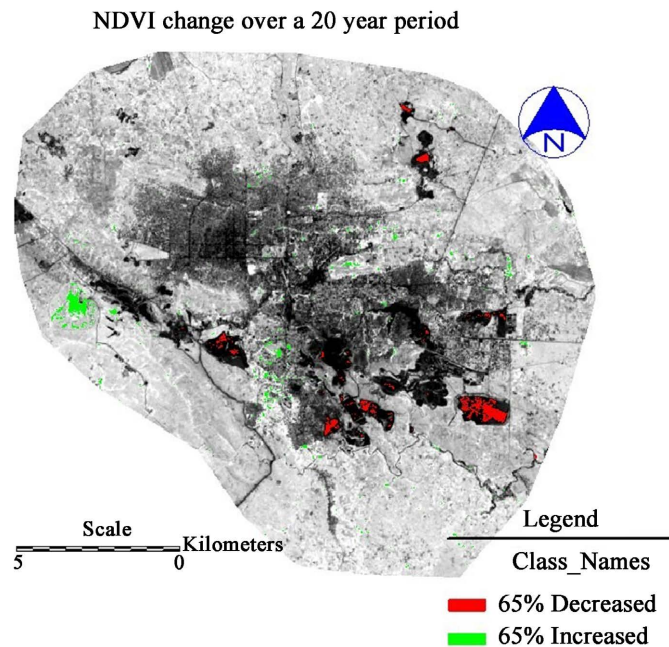 NDVI change over a 20 year period
N
Scale
5 0 Kilometers
Legend
Class_Names
65% Decreased
65% Increased